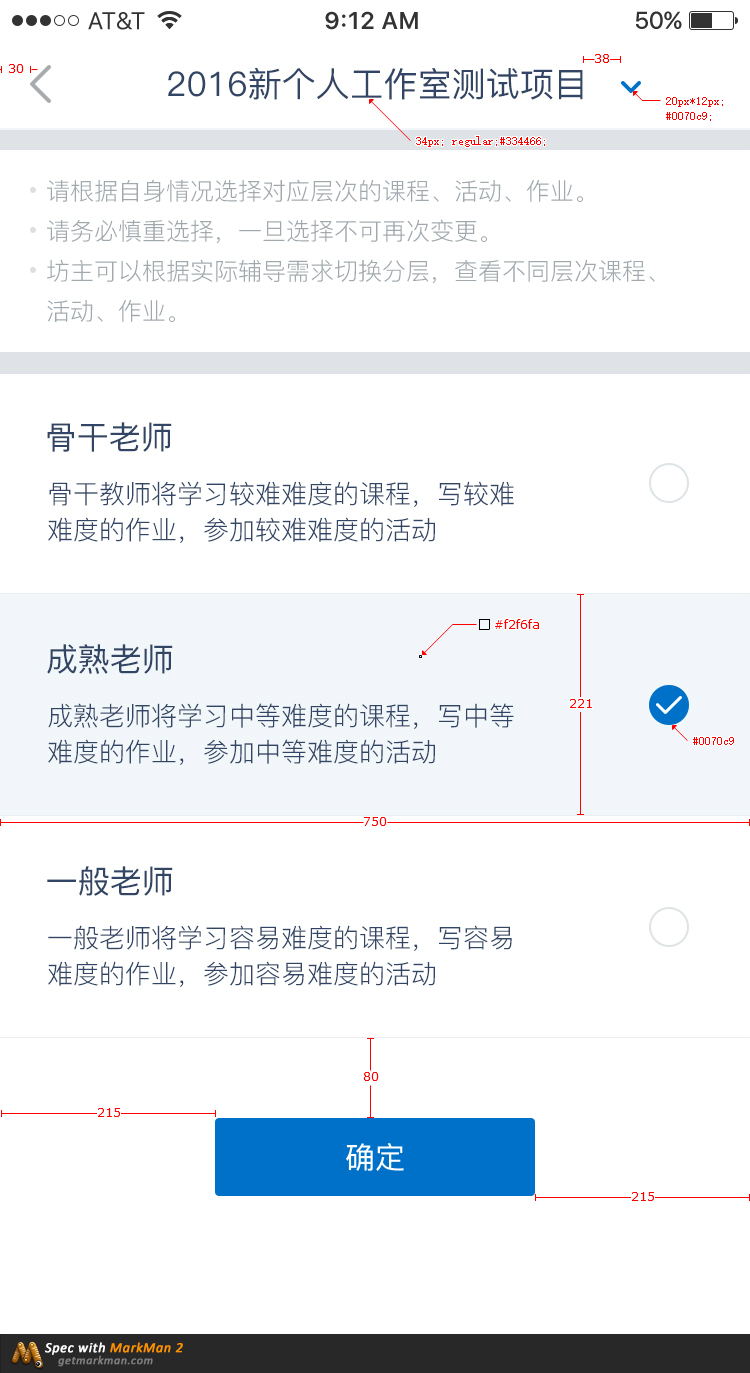 AT&T 9:12 AM 50%
30
38
2016新个人工作室测试项目
20px*12px;
#0070c9;
34px; regular;#334466;
• 请根据自身情况选择对应层次的课程、活动、作业。
• 请务必慎重选择，一旦选择不可再次变更。
• 坊主可以根据实际辅导需求切换分层，查看不同层次课程、
活动、作业。
骨干老师
骨干教师将学习较难难度的课程，写较难
难度的作业，参加较难难度的活动
#f2f6fa
成熟老师
221
成熟老师将学习中等难度的课程，写中等
难度的作业，参加中等难度的活动
#0070c9
750
一般老师
一般老师将学习容易难度的课程，写容易
难度的作业，参加容易难度的活动
80
215
确定
215
Spec with MarkMan 2
getmarkman.com